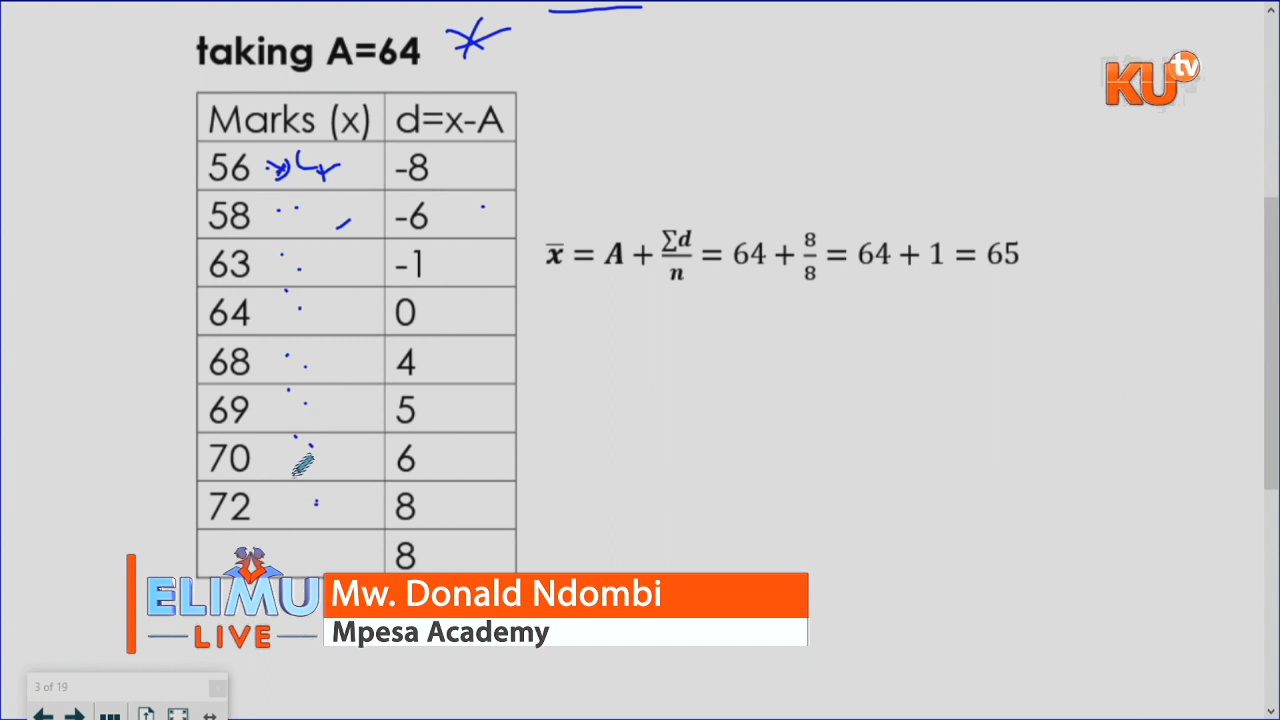 taking A=64
KU tv
Marks (x) d=x-A
56 -8
58 -6
63 -1
64 0
68 4
69 5
70 6
72 8
8
x̅ = A + ∑d/n = 64 + 8/8 = 64 + 1 = 65
ELIMU
LIVE
Mw. Donald Ndombi
Mpesa Academy
3 of 19